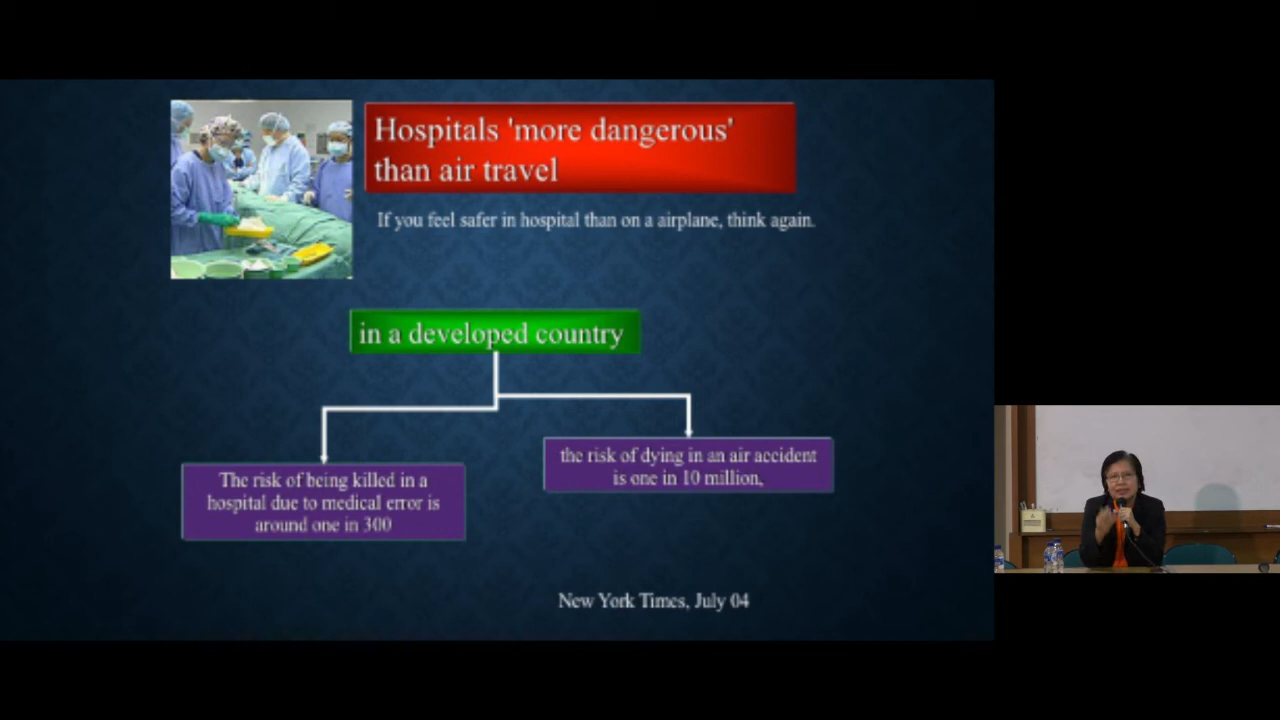 Hospitals 'more dangerous'
than air travel
If you feel safer in hospital than on a airplane, think again.
in a developed country
the risk of dying in an air accident
is one in 10 million,
The risk of being killed in a
hospital due to medical error is
around one in 300
New York Times, July 04